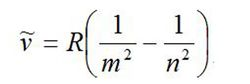 ṽ = R(1/m² − 1/n²)